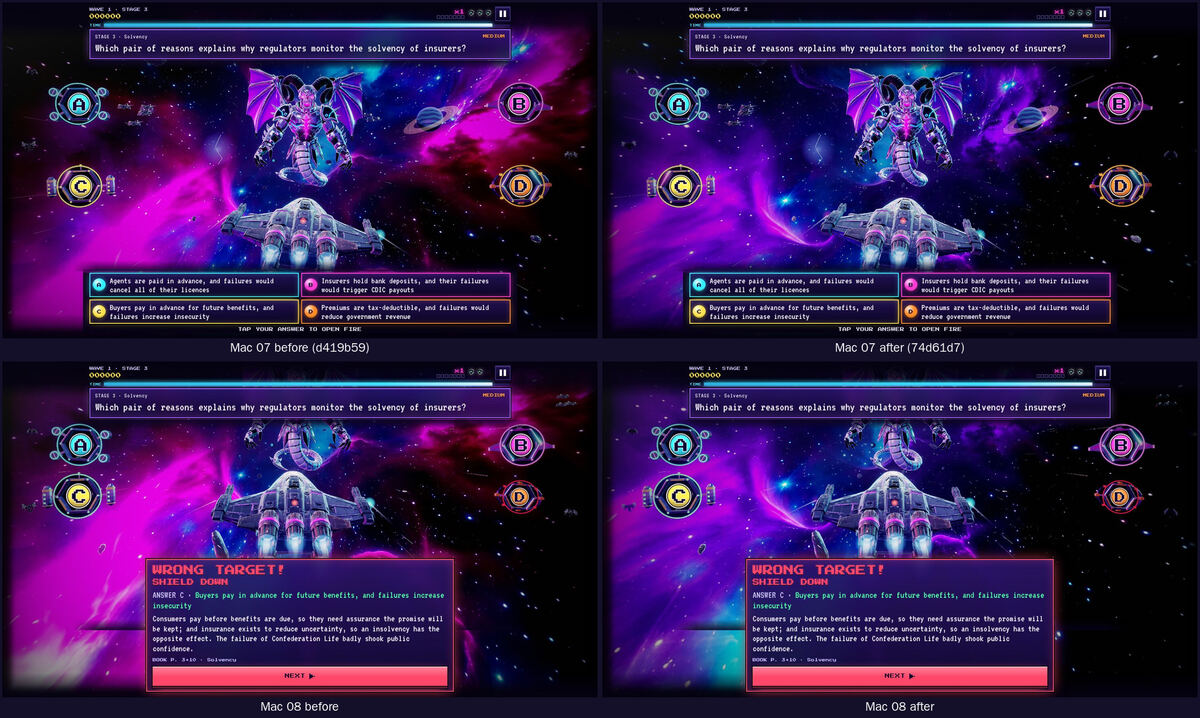 WAVE 1 · STAGE 3
000000
x1
TIME
STAGE 3 · Solvency
MEDIUM
Which pair of reasons explains why regulators monitor the solvency of insurers?
A
B
C
D
A Agents are paid in advance, and failures would
cancel all of their licences
Insurers hold bank deposits, and their failures
would trigger CDIC payouts
C Buyers pay in advance for future benefits, and
failures increase insecurity
D Premiums are tax-deductible, and failures would
reduce government revenue
TAP YOUR ANSWER TO OPEN FIRE
Mac 07 before (d419b59)
WAVE 1 · STAGE 3
000000
x1
TIME
STAGE 3 · Solvency
MEDIUM
Which pair of reasons explains why regulators monitor the solvency of insurers?
A
B
C
D
A Agents are paid in advance, and failures would
cancel all of their licences
Insurers hold bank deposits, and their failures
would trigger CDIC payouts
C Buyers pay in advance for future benefits, and
failures increase insecurity
D Premiums are tax-deductible, and failures would
reduce government revenue
TAP YOUR ANSWER TO OPEN FIRE
Mac 07 after (74d61d7)
WAVE 1 · STAGE 3
000000
x1
TIME
STAGE 3 · Solvency
MEDIUM
Which pair of reasons explains why regulators monitor the solvency of insurers?
A
B
C
D
WRONG TARGET!
SHIELD DOWN
ANSWER C · Buyers pay in advance for future benefits, and failures increase
insecurity
Consumers pay before benefits are due, so they need assurance the promise will
be kept; and insurance exists to reduce uncertainty, so an insolvency has the
opposite effect. The failure of Confederation Life badly shook public
confidence.
BOOK P. 3•10 · Solvency
NEXT
Mac 08 before
WAVE 1 · STAGE 3
000000
x1
TIME
STAGE 3 · Solvency
MEDIUM
Which pair of reasons explains why regulators monitor the solvency of insurers?
A
B
C
D
WRONG TARGET!
SHIELD DOWN
ANSWER C · Buyers pay in advance for future benefits, and failures increase
insecurity
Consumers pay before benefits are due, so they need assurance the promise will
be kept; and insurance exists to reduce uncertainty, so an insolvency has the
opposite effect. The failure of Confederation Life badly shook public
confidence.
BOOK P. 3•10 · Solvency
NEXT
Mac 08 after